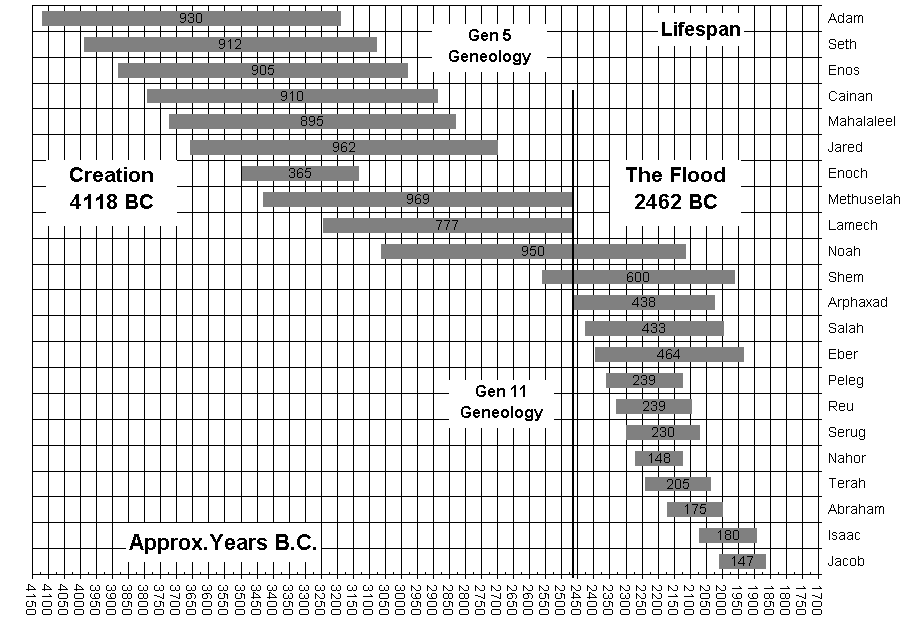 Lifespan
Gen 5
Geneology
930 Adam
912 Seth
905 Enos
910 Cainan
895 Mahalaleel
962 Jared
Creation
4118 BC
The Flood
2462 BC
365 Enoch
969 Methuselah
777 Lamech
950 Noah
600 Shem
438 Arphaxad
433 Salah
464 Eber
239 Peleg
Gen 11
Geneology
239 Reu
230 Serug
148 Nahor
205 Terah
175 Abraham
180 Isaac
Approx.Years B.C.
147 Jacob
4150 4100 4050 4000 3950 3900 3850 3800 3750 3700 3650 3600 3550 3500 3450 3400 3350 3300 3250 3200 3150 3100 3050 3000 2950 2900 2850 2800 2750 2700 2650 2600 2550 2500 2450 2400 2350 2300 2250 2200 2150 2100 2050 2000 1950 1900 1850 1800 1750 1700